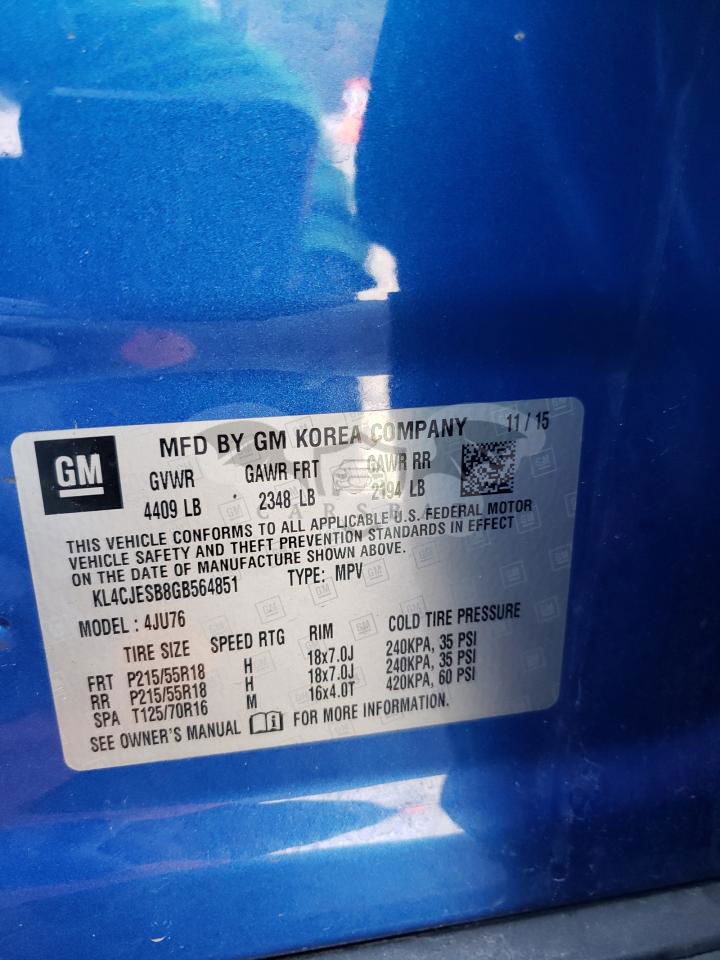 GM
MFD BY GM KOREA COMPANY 11 / 15
GVWR GAWR FRT GAWR RR
4409 LB 2348 LB 2194 LB
THIS VEHICLE CONFORMS TO ALL APPLICABLE U.S. FEDERAL MOTOR
VEHICLE SAFETY AND THEFT PREVENTION STANDARDS IN EFFECT
ON THE DATE OF MANUFACTURE SHOWN ABOVE.
KL4CJESB8GB564851 TYPE: MPV
MODEL : 4JU76
TIRE SIZE SPEED RTG RIM COLD TIRE PRESSURE
FRT P215/55R18 H 18x7.0J 240KPA, 35 PSI
RR P215/55R18 H 18x7.0J 240KPA, 35 PSI
SPA T125/70R16 M 16x4.0T 420KPA, 60 PSI
SEE OWNER'S MANUAL FOR MORE INFORMATION.